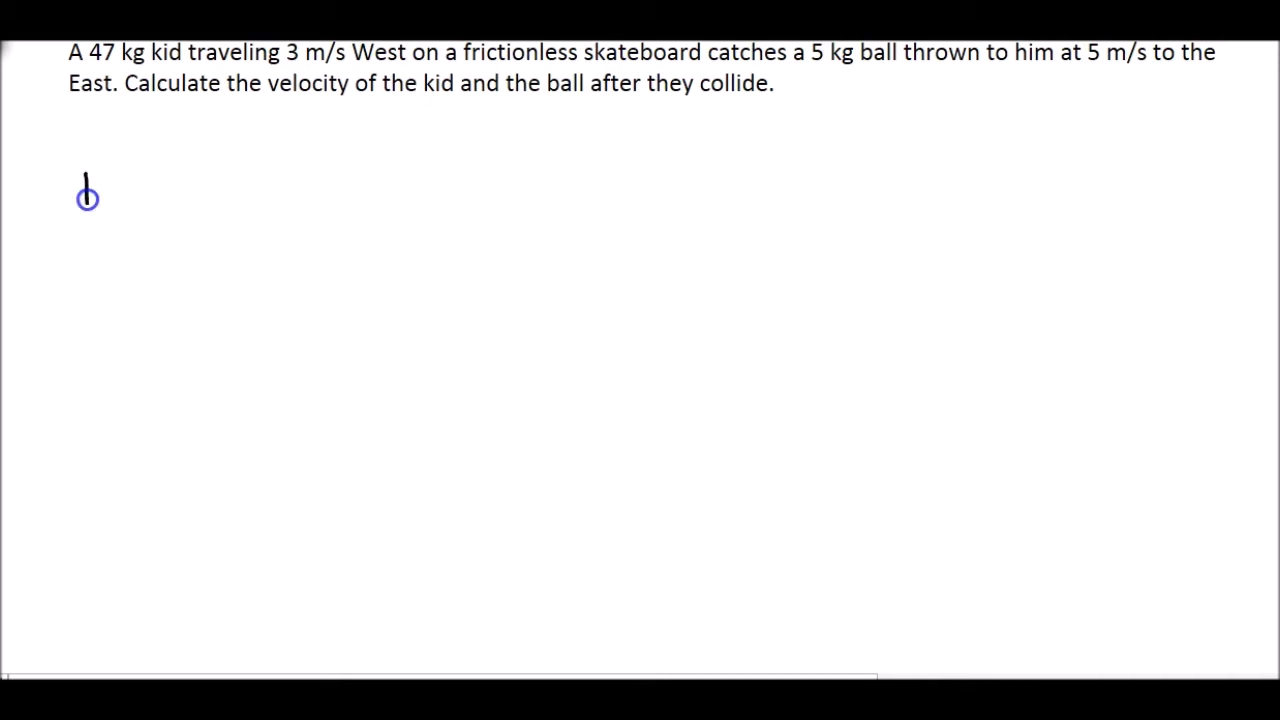 A 47 kg kid traveling 3 m/s West on a frictionless skateboard catches a 5 kg ball thrown to him at 5 m/s to the
East. Calculate the velocity of the kid and the ball after they collide.